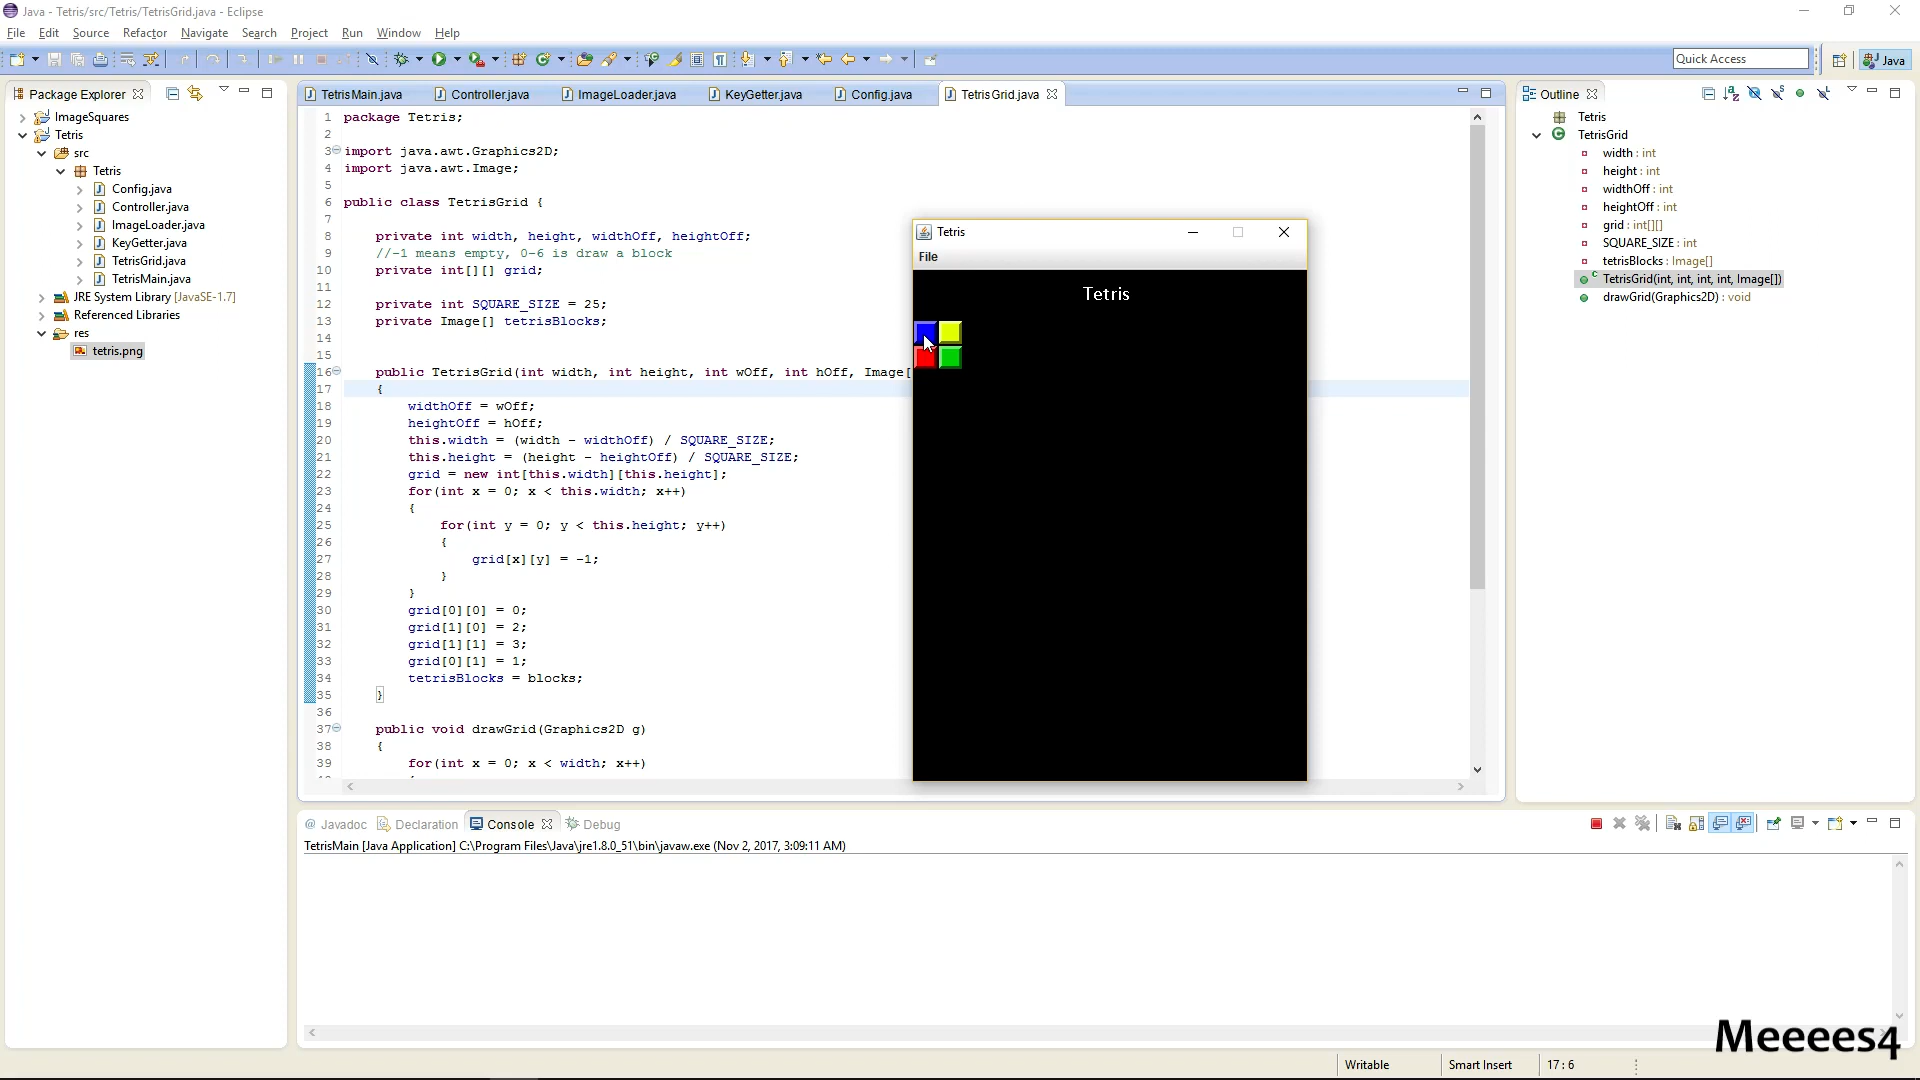 Java - Tetris/src/Tetris/TetrisGrid.java - Eclipse
File Edit Source Refactor Navigate Search Project Run Window Help
Quick Access
Java
Package Explorer
ImageSquares
Tetris
src
Tetris
Config.java
Controller.java
ImageLoader.java
KeyGetter.java
TetrisGrid.java
TetrisMain.java
JRE System Library [JavaSE-1.7]
Referenced Libraries
res
tetris.png
TetrisMain.java Controller.java ImageLoader.java KeyGetter.java Config.java TetrisGrid.java
1 package Tetris;
2
3 import java.awt.Graphics2D;
4 import java.awt.Image;
5
6 public class TetrisGrid {
7
8 private int width, height, widthOff, heightOff;
9 //-1 means empty, 0-6 is draw a block
10 private int[][] grid;
11
12 private int SQUARE_SIZE = 25;
13 private Image[] tetrisBlocks;
14
15
16 public TetrisGrid(int width, int height, int wOff, int hOff, Image[
17 {
18 widthOff = wOff;
19 heightOff = hOff;
20 this.width = (width - widthOff) / SQUARE_SIZE;
21 this.height = (height - heightOff) / SQUARE_SIZE;
22 grid = new int[this.width][this.height];
23 for(int x = 0; x < this.width; x++)
24 {
25 for(int y = 0; y < this.height; y++)
26 {
27 grid[x][y] = -1;
28 }
29 }
30 grid[0][0] = 0;
31 grid[1][0] = 2;
32 grid[1][1] = 3;
33 grid[0][1] = 1;
34 tetrisBlocks = blocks;
35 }
36
37 public void drawGrid(Graphics2D g)
38 {
39 for(int x = 0; x < width; x++)
Tetris
File
Tetris
Outline
Tetris
TetrisGrid
width : int
height : int
widthOff : int
heightOff : int
grid : int[][]
SQUARE_SIZE : int
tetrisBlocks : Image[]
TetrisGrid(int, int, int, int, Image[])
drawGrid(Graphics2D) : void
@ Javadoc Declaration Console Debug
TetrisMain [Java Application] C:\Program Files\Java\jre1.8.0_51\bin\javaw.exe (Nov 2, 2017, 3:09:11 AM)
Meeees4
Writable Smart Insert 17 : 6